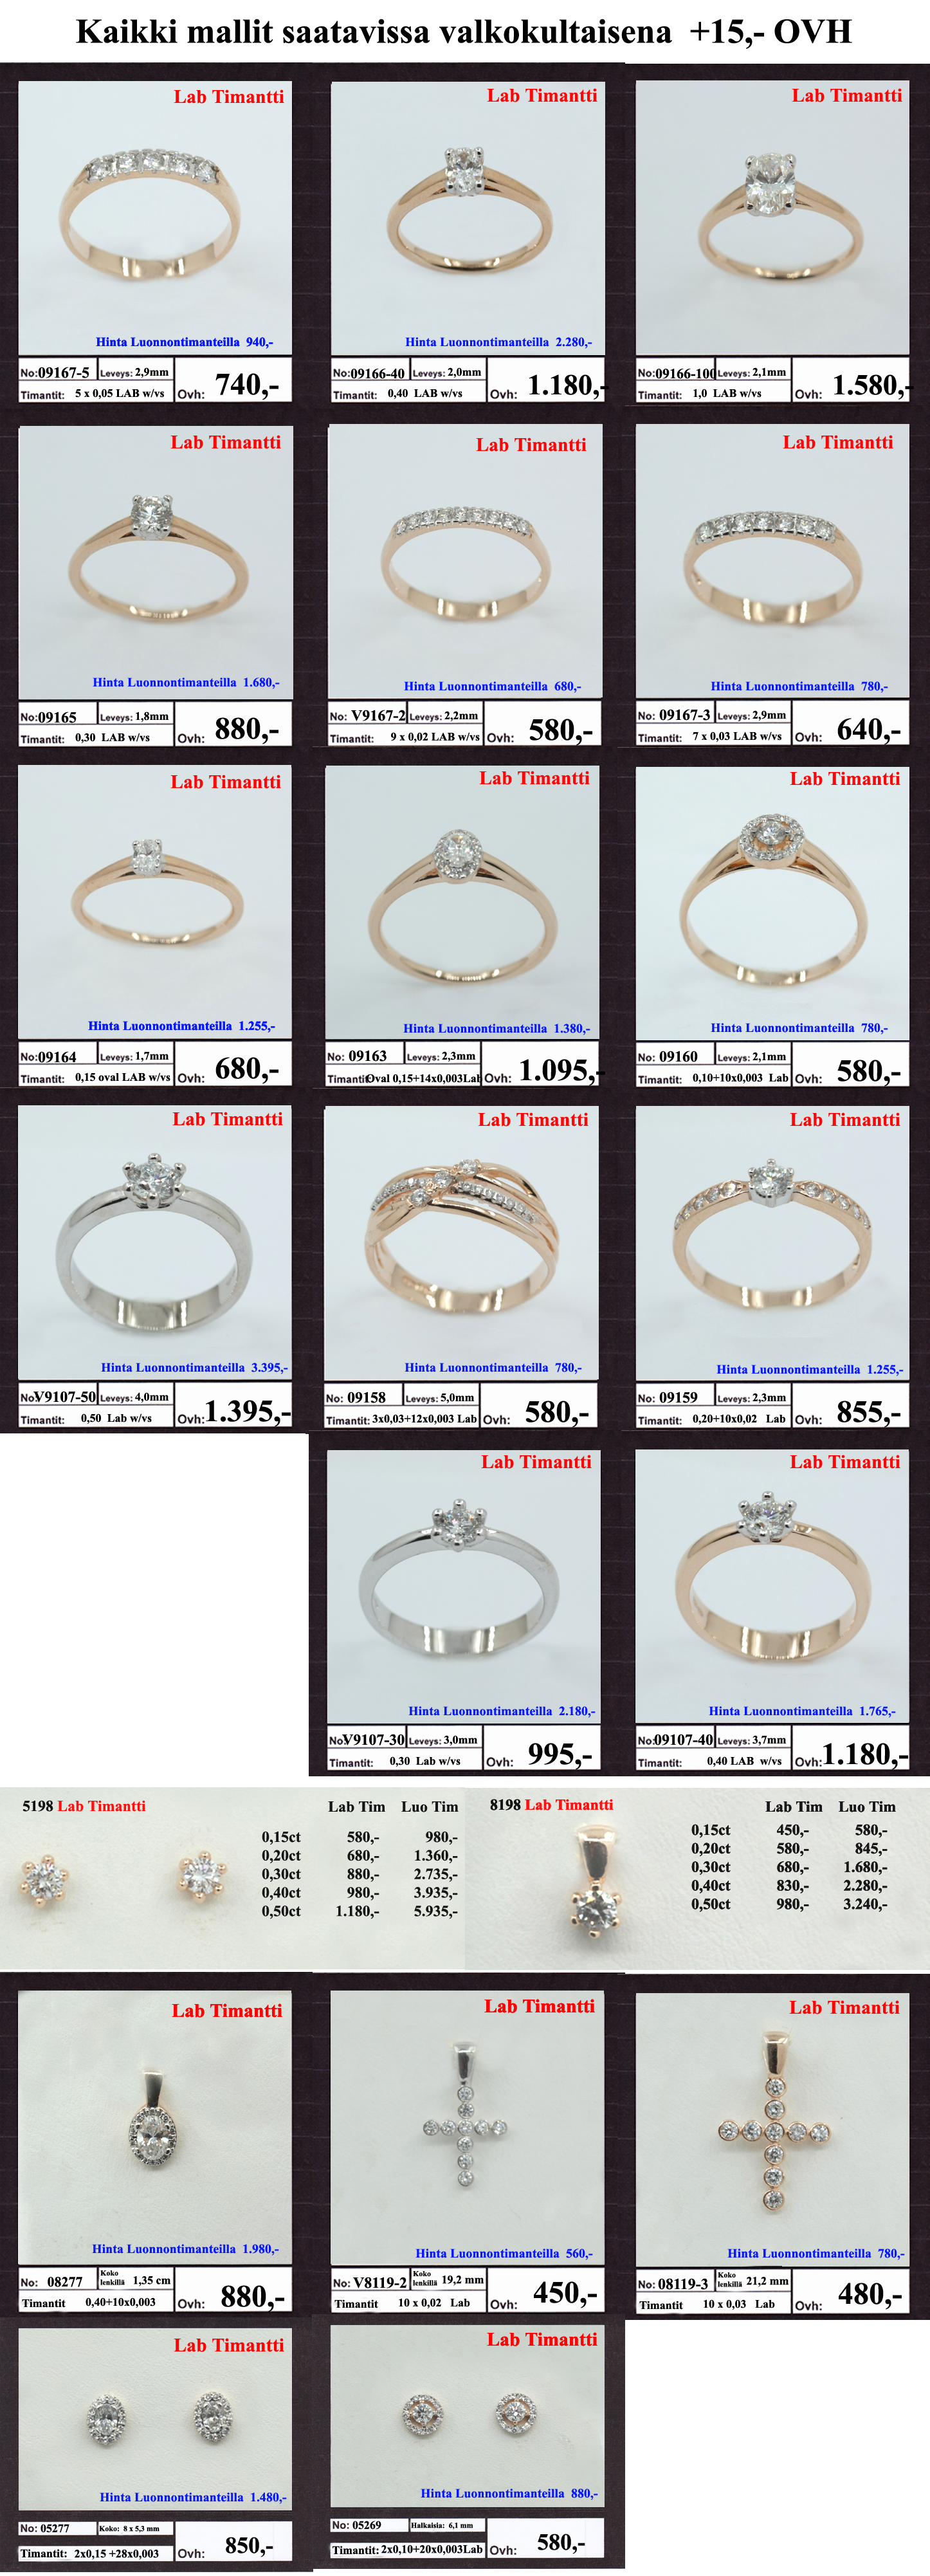 Kaikki mallit saatavissa valkokultaisena +15,- OVH
Lab Timantti
Hinta Luonnontimanteilla 940,-
No:09167-5 Leveys: 2,9mm
Timantit: 5 x 0,05 LAB w/vs Ovh: 740,-
Lab Timantti
Hinta Luonnontimanteilla 2.280,-
No:09166-40 Leveys: 2,0mm
Timantit: 0,40 LAB w/vs Ovh: 1.180,-
Lab Timantti
No:09166-100 Leveys: 2,1mm
Timantit: 1,0 LAB w/vs Ovh: 1.580,-
Lab Timantti
Hinta Luonnontimanteilla 1.680,-
No:09165 Leveys: 1,8mm
Timantit: 0,30 LAB w/vs Ovh: 880,-
Lab Timantti
Hinta Luonnontimanteilla 680,-
No: V9167-2 Leveys: 2,2mm
Timantit: 9 x 0,02 LAB w/vs Ovh: 580,-
Lab Timantti
Hinta Luonnontimanteilla 780,-
No: 09167-3 Leveys: 2,9mm
Timantit: 7 x 0,03 LAB w/vs Ovh: 640,-
Lab Timantti
Hinta Luonnontimanteilla 1.255,-
No:09164 Leveys: 1,7mm
Timantit: 0,15 oval LAB w/vs Ovh: 680,-
Lab Timantti
Hinta Luonnontimanteilla 1.380,-
No: 09163 Leveys: 2,3mm
Timantit: Oval 0,15+14x0,003Lab Ovh: 1.095,-
Lab Timantti
Hinta Luonnontimanteilla 780,-
No: 09160 Leveys: 2,1mm
Timantit: 0,10+10x0,003 Lab Ovh: 580,-
Lab Timantti
Hinta Luonnontimanteilla 3.395,-
No:V9107-50 Leveys: 4,0mm
Timantit: 0,50 Lab w/vs Ovh: 1.395,-
Lab Timantti
Hinta Luonnontimanteilla 780,-
No: 09158 Leveys: 5,0mm
Timantit: 3x0,03+12x0,003 Lab Ovh: 580,-
Lab Timantti
Hinta Luonnontimanteilla 1.255,-
No: 09159 Leveys: 2,3mm
Timantit: 0,20+10x0,02 Lab Ovh: 855,-
Lab Timantti
Hinta Luonnontimanteilla 2.180,-
No:V9107-30 Leveys: 3,0mm
Timantit: 0,30 Lab w/vs Ovh: 995,-
Lab Timantti
Hinta Luonnontimanteilla 1.765,-
No:09107-40 Leveys: 3,7mm
Timantit: 0,40 LAB w/vs Ovh: 1.180,-
5198 Lab Timantti
Lab Tim Luo Tim
0,15ct 580,- 980,-
0,20ct 680,- 1.360,-
0,30ct 880,- 2.735,-
0,40ct 980,- 3.935,-
0,50ct 1.180,- 5.935,-
8198 Lab Timantti
Lab Tim Luo Tim
0,15ct 450,- 580,-
0,20ct 580,- 845,-
0,30ct 680,- 1.680,-
0,40ct 830,- 2.280,-
0,50ct 980,- 3.240,-
Lab Timantti
Hinta Luonnontimanteilla 1.980,-
No: 08277 Koko lenkillä 1,35 cm
Timantit 0,40+10x0,003 Ovh: 880,-
Lab Timantti
Hinta Luonnontimanteilla 560,-
No: V8119-2 Koko lenkillä 19,2 mm
Timantit 10 x 0,02 Lab Ovh: 450,-
Lab Timantti
Hinta Luonnontimanteilla 780,-
No: 08119-3 Koko lenkillä 21,2 mm
Timantit 10 x 0,03 Lab Ovh: 480,-
Lab Timantti
Hinta Luonnontimanteilla 1.480,-
No: 05277 Koko: 8 x 5,3 mm
Timantit: 2x0,15 +28x0,003 Ovh: 850,-
Lab Timantti
Hinta Luonnontimanteilla 880,-
No: 05269 Halkaisia: 6,1 mm
Timantit: 2x0,10+20x0,003Lab Ovh: 580,-